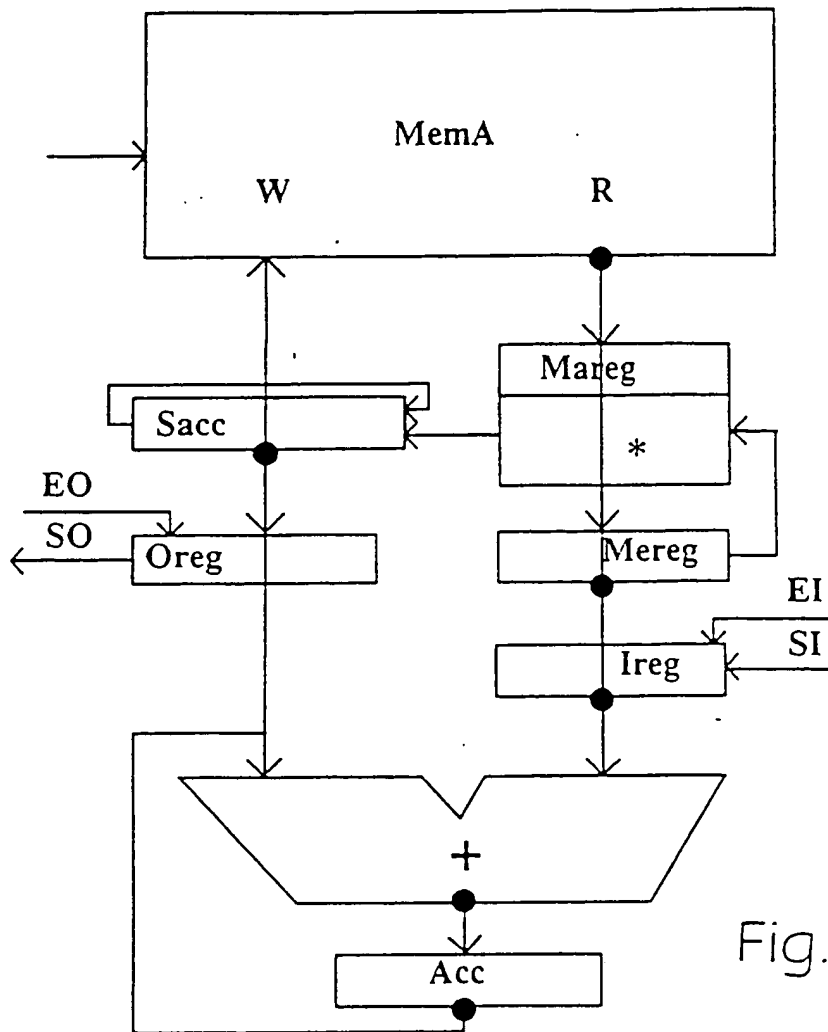 MemA
W R
Mareg
Sacc
*
EO
SO
Oreg
Mereg
EI
SI
Ireg
+
Acc
Fig.